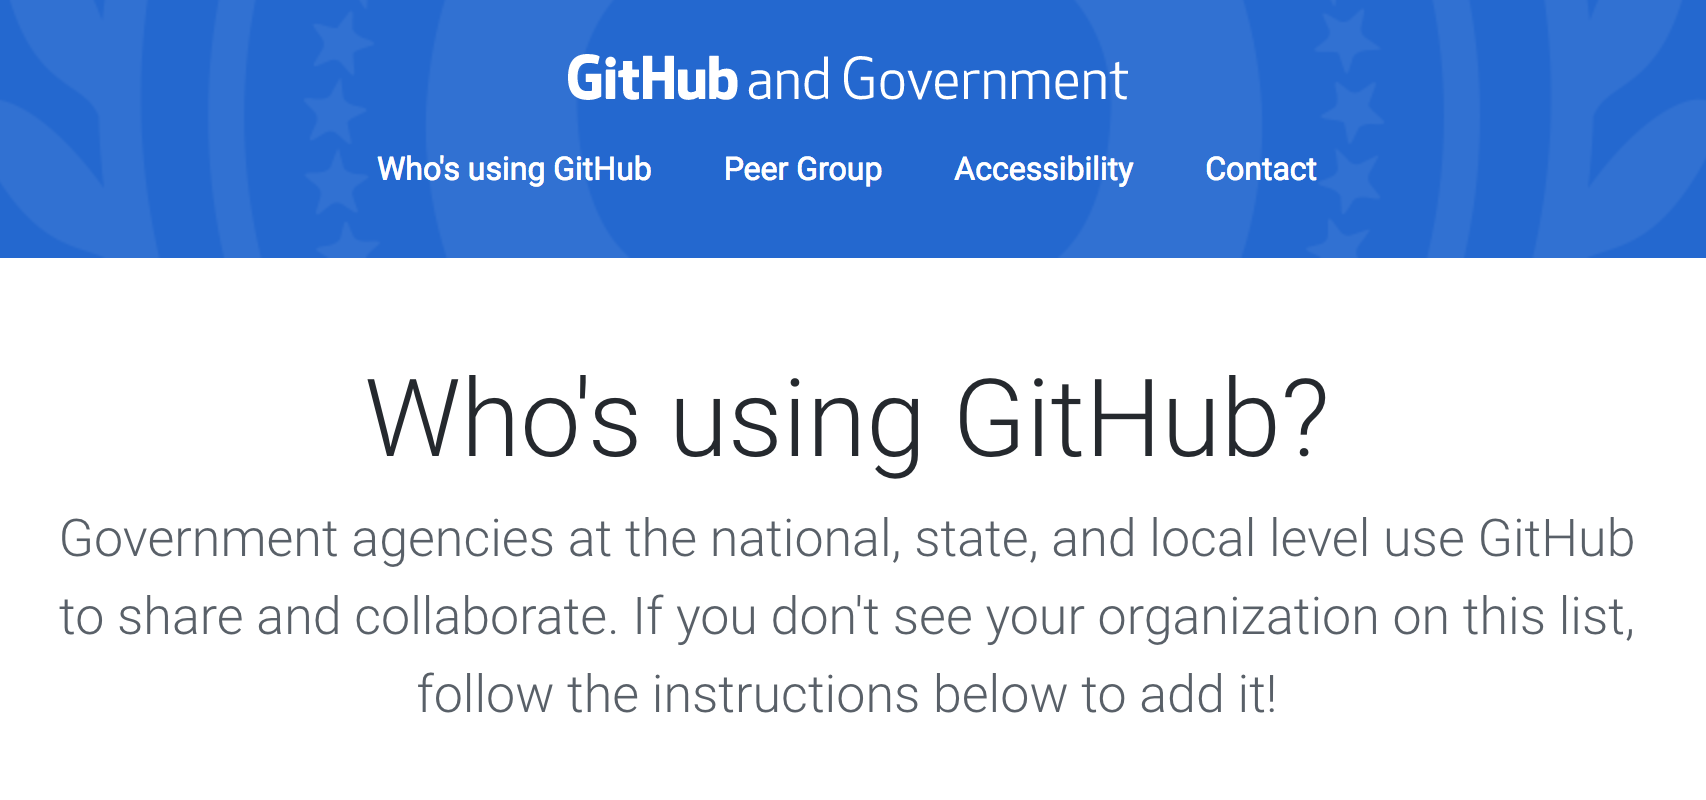 GitHub and Government
Who's using GitHub Peer Group Accessibility Contact
Who's using GitHub?
Government agencies at the national, state, and local level use GitHub
to share and collaborate. If you don't see your organization on this list,
follow the instructions below to add it!